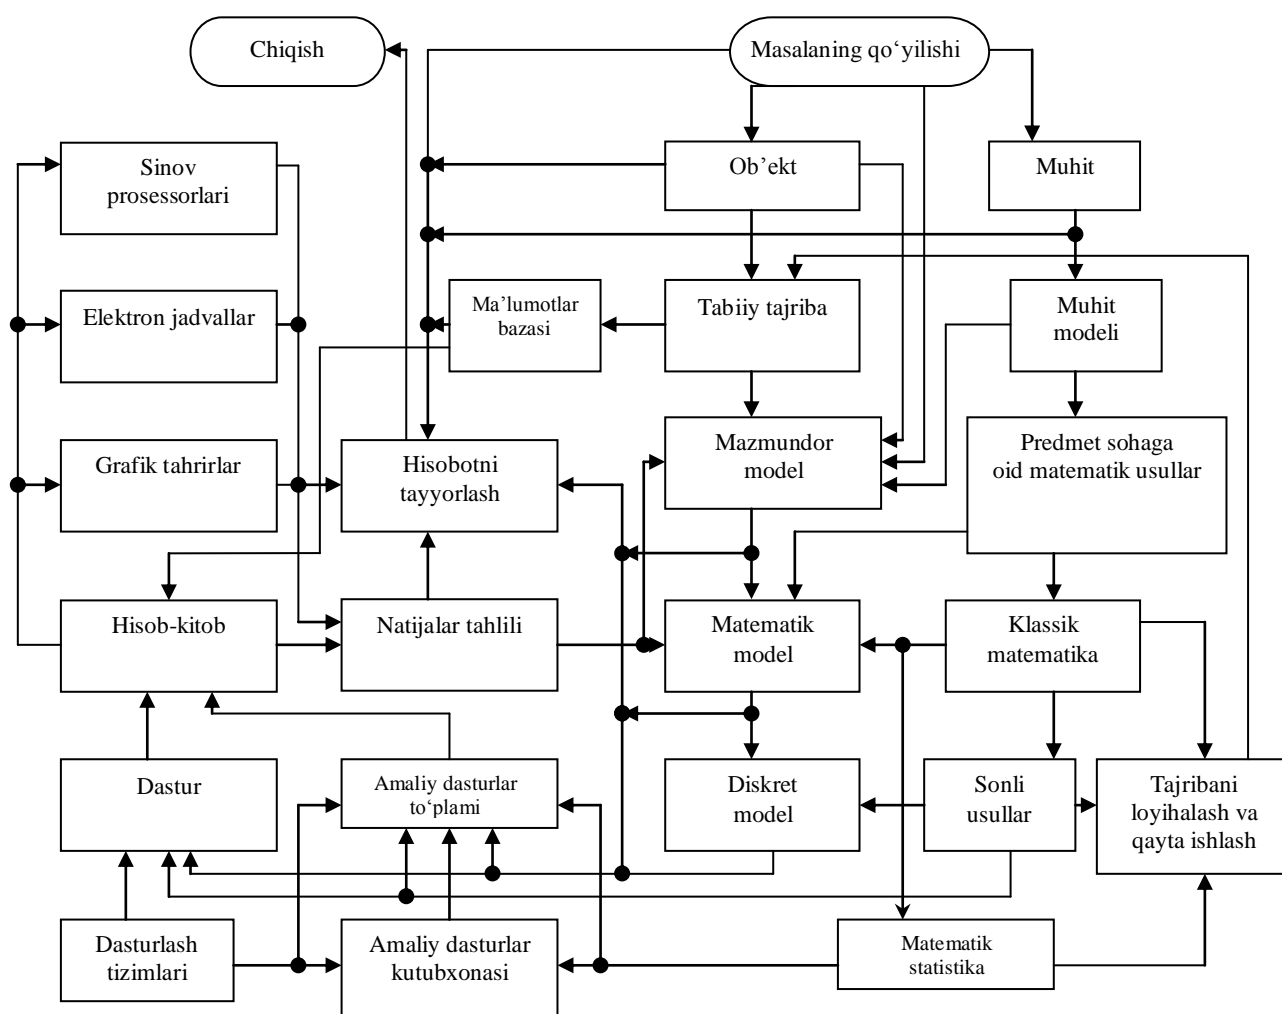 Chiqish
Masalaning qo‘yilishi
Sinov
prosessorlari
Ob’ekt
Muhit
Elektron jadvallar
Ma’lumotlar
bazasi
Tabiiy tajriba
Muhit
modeli
Grafik tahrirlar
Hisobotni
tayyorlash
Mazmundor
model
Predmet sohaga
oid matematik usullar
Hisob-kitob
Natijalar tahlili
Matematik
model
Klassik
matematika
Dastur
Amaliy dasturlar
to‘plami
Diskret
model
Sonli
usullar
Tajribani
loyihalash va
qayta ishlash
Dasturlash
tizimlari
Amaliy dasturlar
kutubxonasi
Matematik
statistika